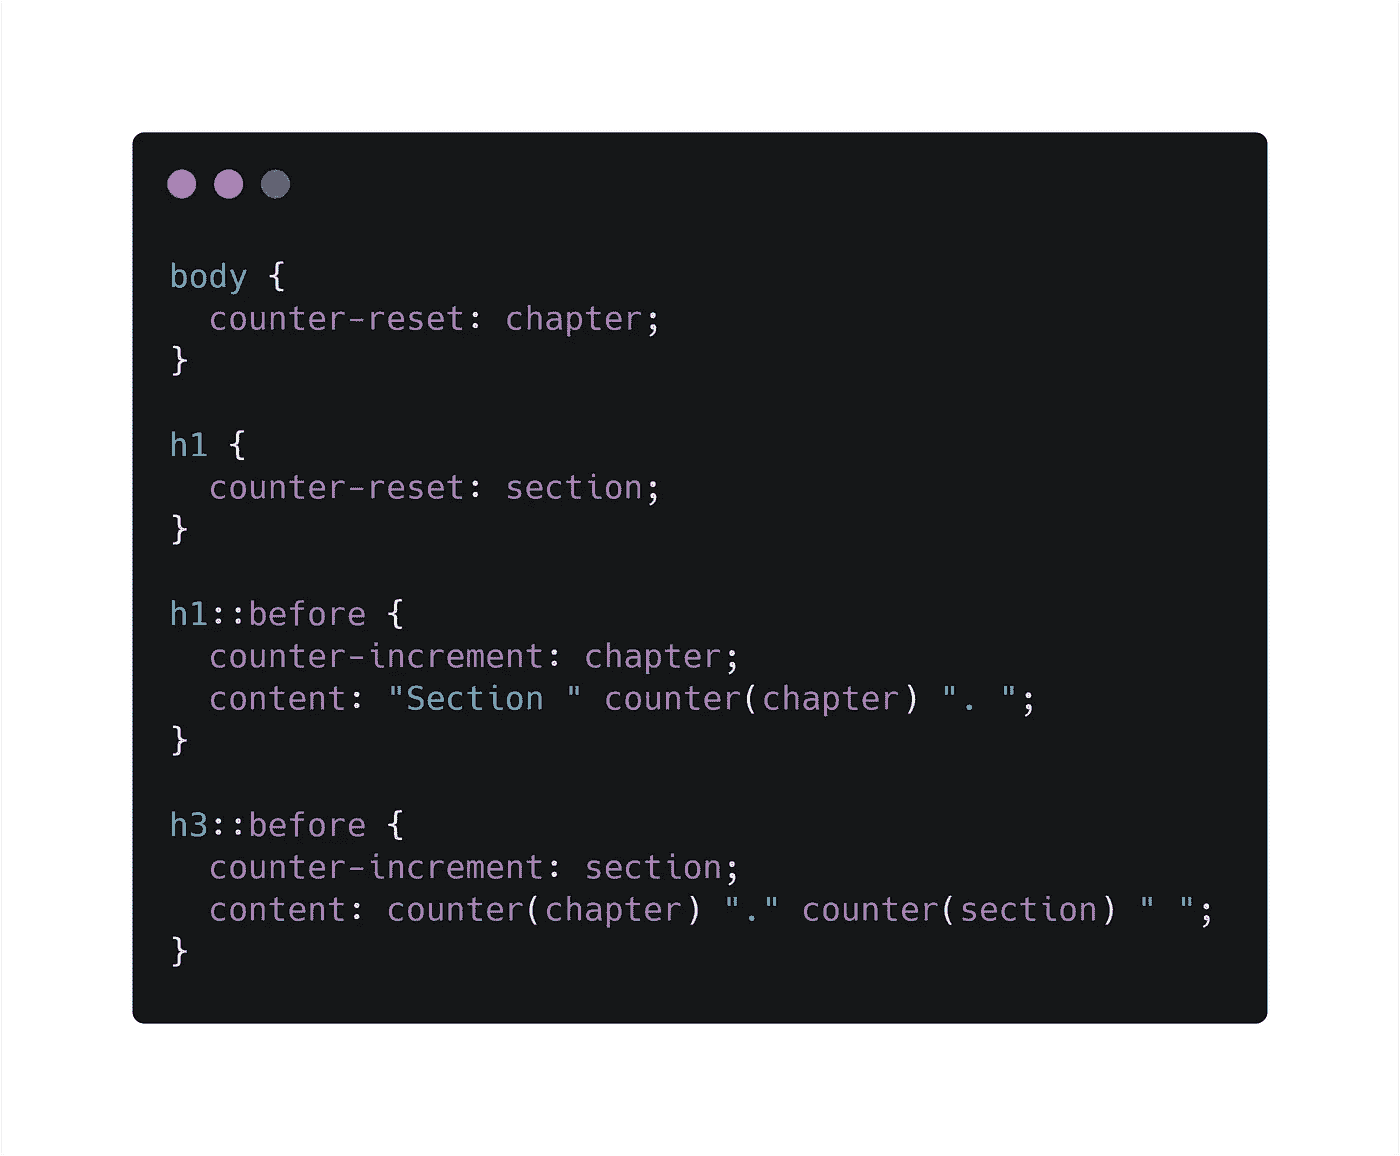 body {
  counter-reset: chapter;
}

h1 {
  counter-reset: section;
}

h1::before {
  counter-increment: chapter;
  content: "Section " counter(chapter) ". ";
}

h3::before {
  counter-increment: section;
  content: counter(chapter) "." counter(section) " ";
}